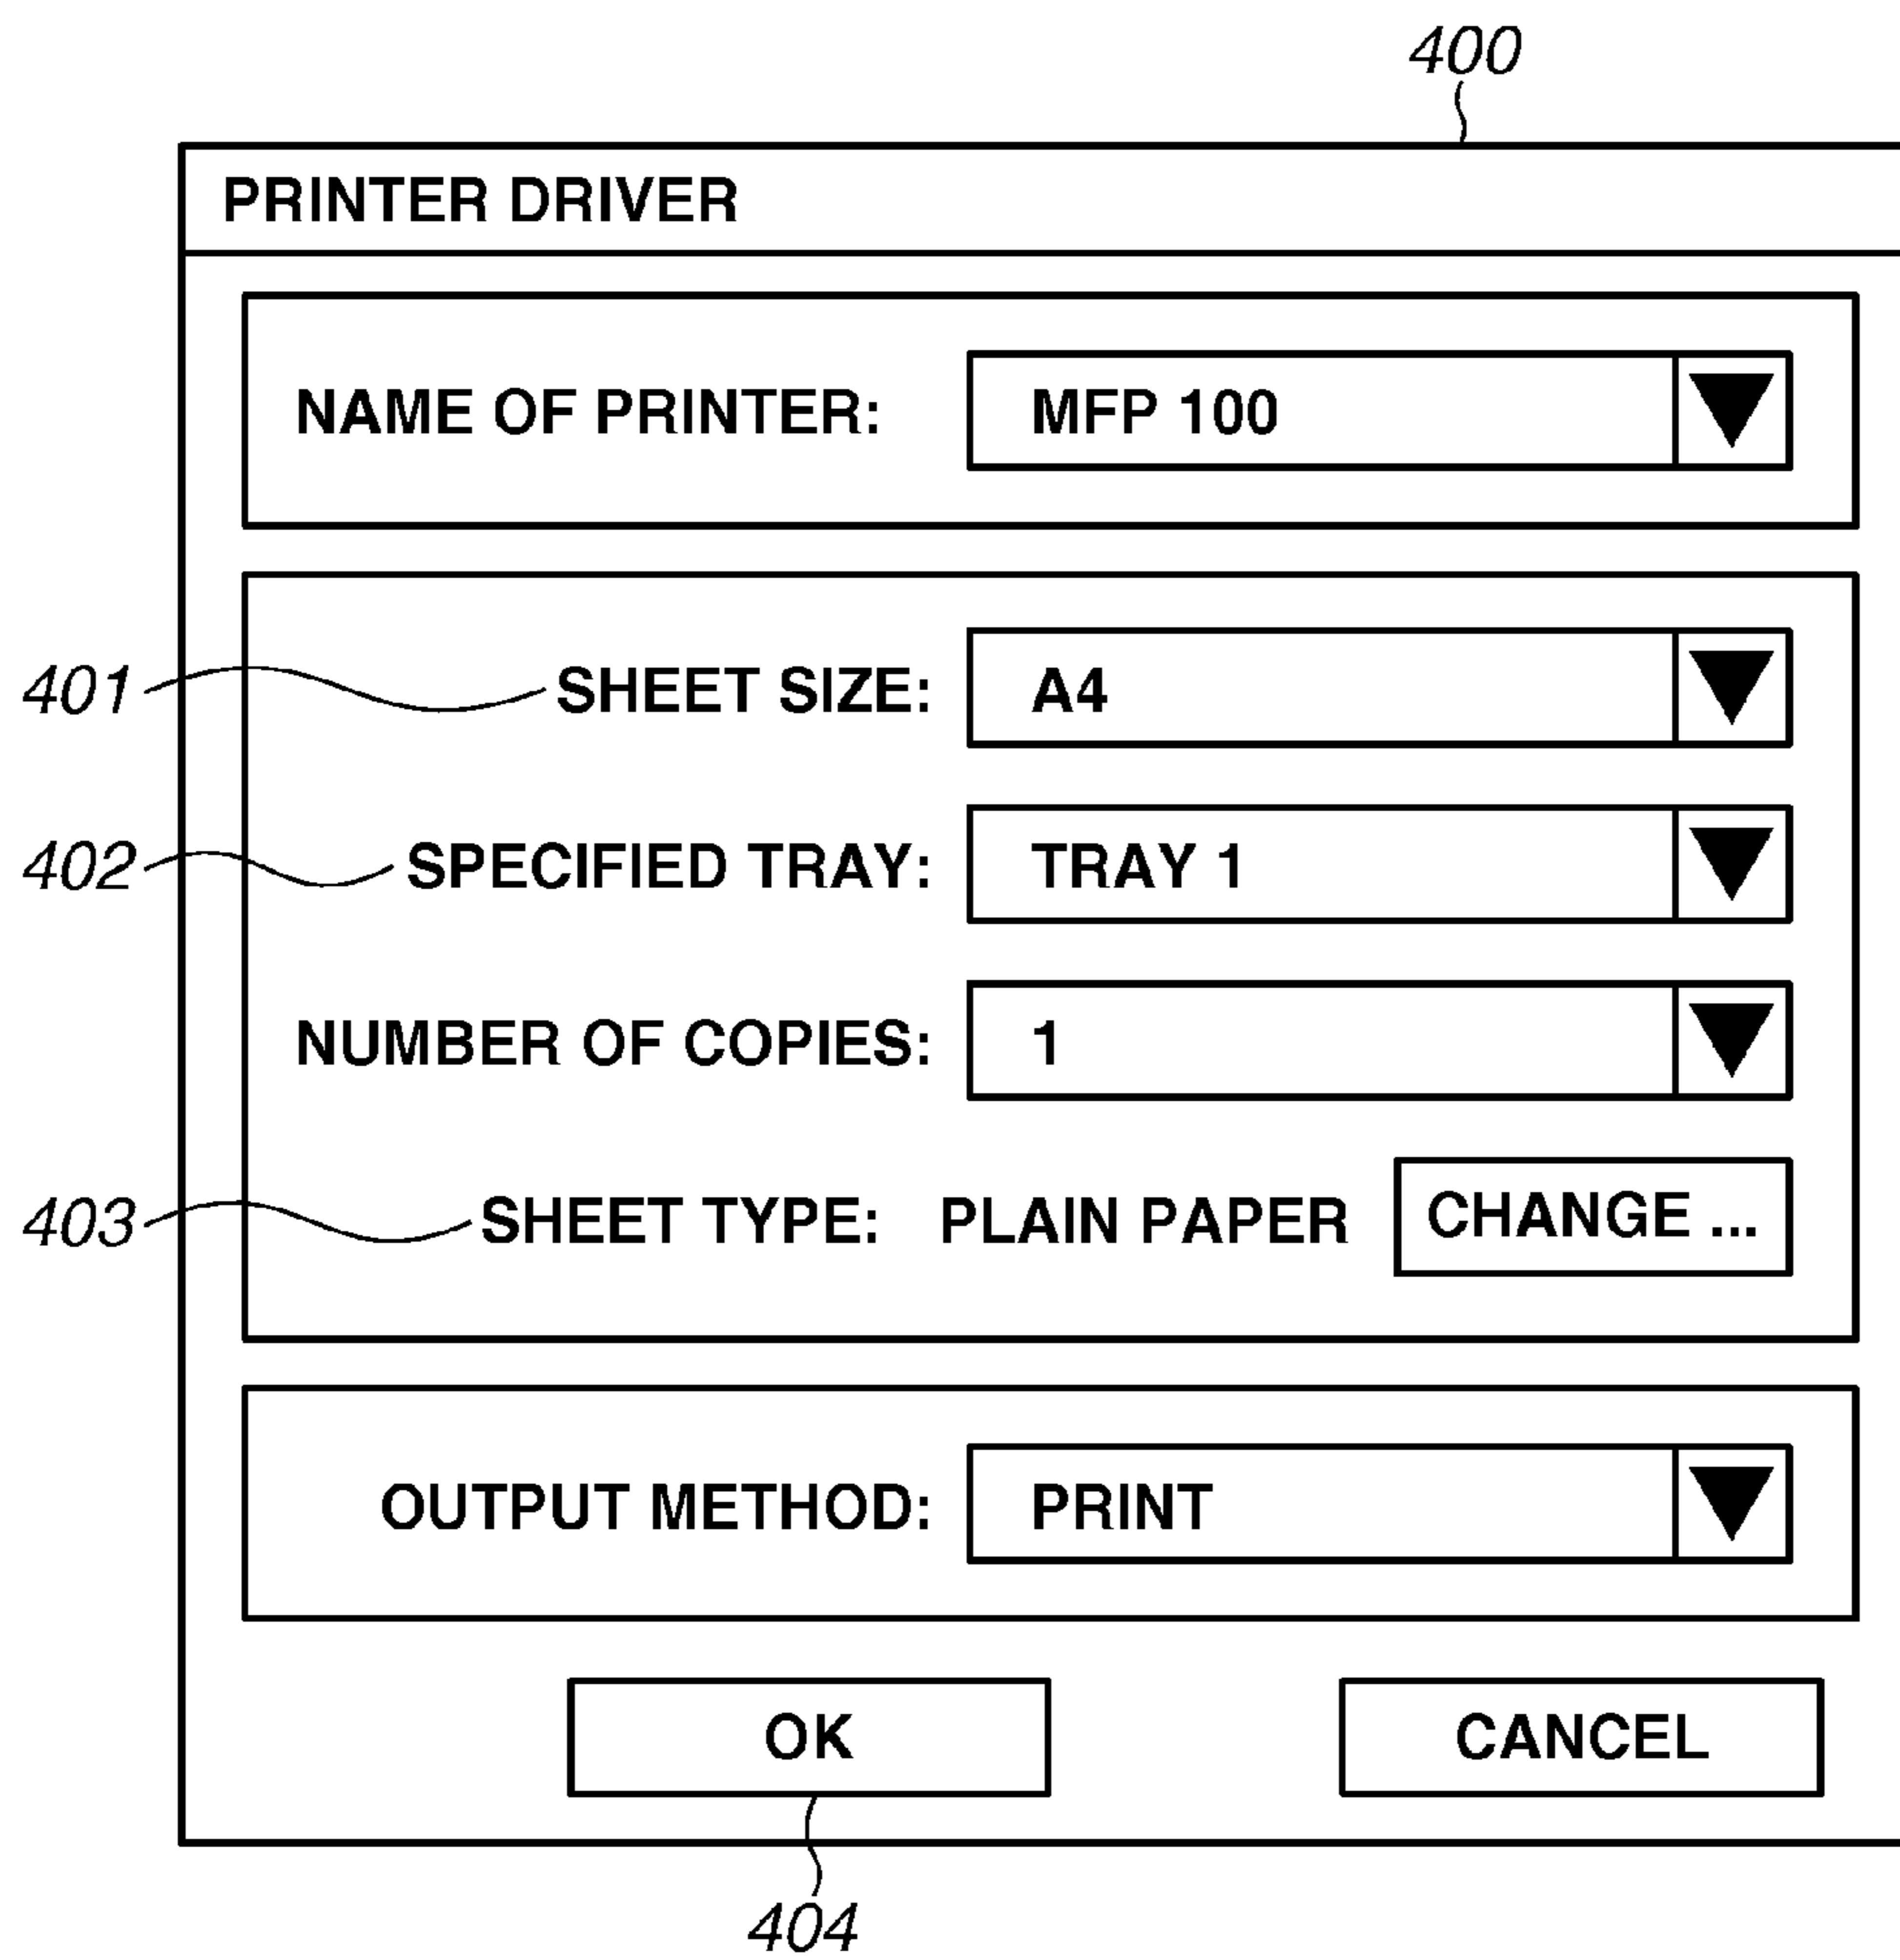 400
PRINTER DRIVER
NAME OF PRINTER: MFP 100
401 SHEET SIZE: A4
402 SPECIFIED TRAY: TRAY 1
NUMBER OF COPIES: 1
403 SHEET TYPE: PLAIN PAPER CHANGE ...
OUTPUT METHOD: PRINT
OK CANCEL
404